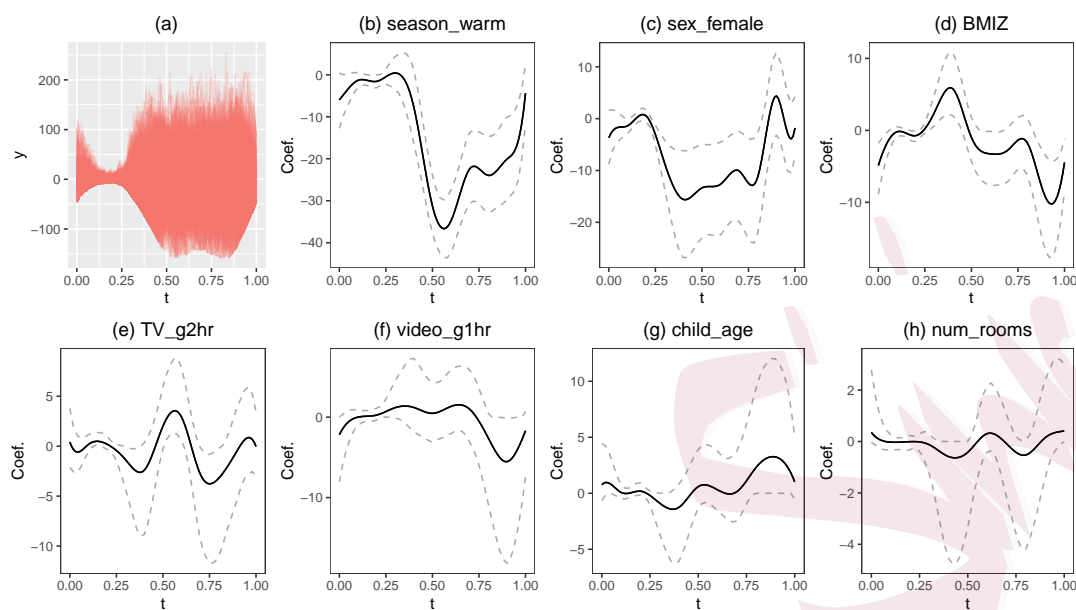 (a)
(b) season_warm
(c) sex_female
(d) BMIZ
y
200
100
0
−100
0.00 0.25 0.50 0.75 1.00
t
Coef.
0
−10
−20
−30
−40
0.00 0.25 0.50 0.75 1.00
t
Coef.
10
0
−10
−20
0.00 0.25 0.50 0.75 1.00
t
Coef.
10
0
−10
0.00 0.25 0.50 0.75 1.00
t
(e) TV_g2hr
(f) video_g1hr
(g) child_age
(h) num_rooms
Coef.
5
0
−5
−10
0.00 0.25 0.50 0.75 1.00
t
Coef.
0
−10
0.00 0.25 0.50 0.75 1.00
t
Coef.
10
5
0
−5
0.00 0.25 0.50 0.75 1.00
t
Coef.
2
0
−2
−4
0.00 0.25 0.50 0.75 1.00
t